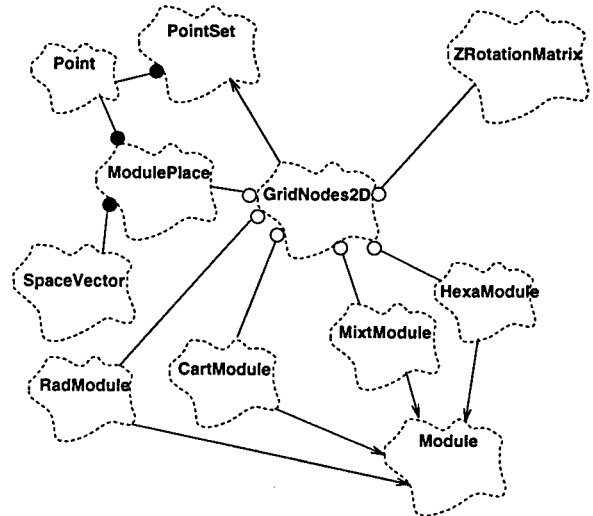 PointSet
Point
ZRotationMatrix
ModulePlace
GridNodes2D
SpaceVector
HexaModule
MixtModule
RadModule
CartModule
Module